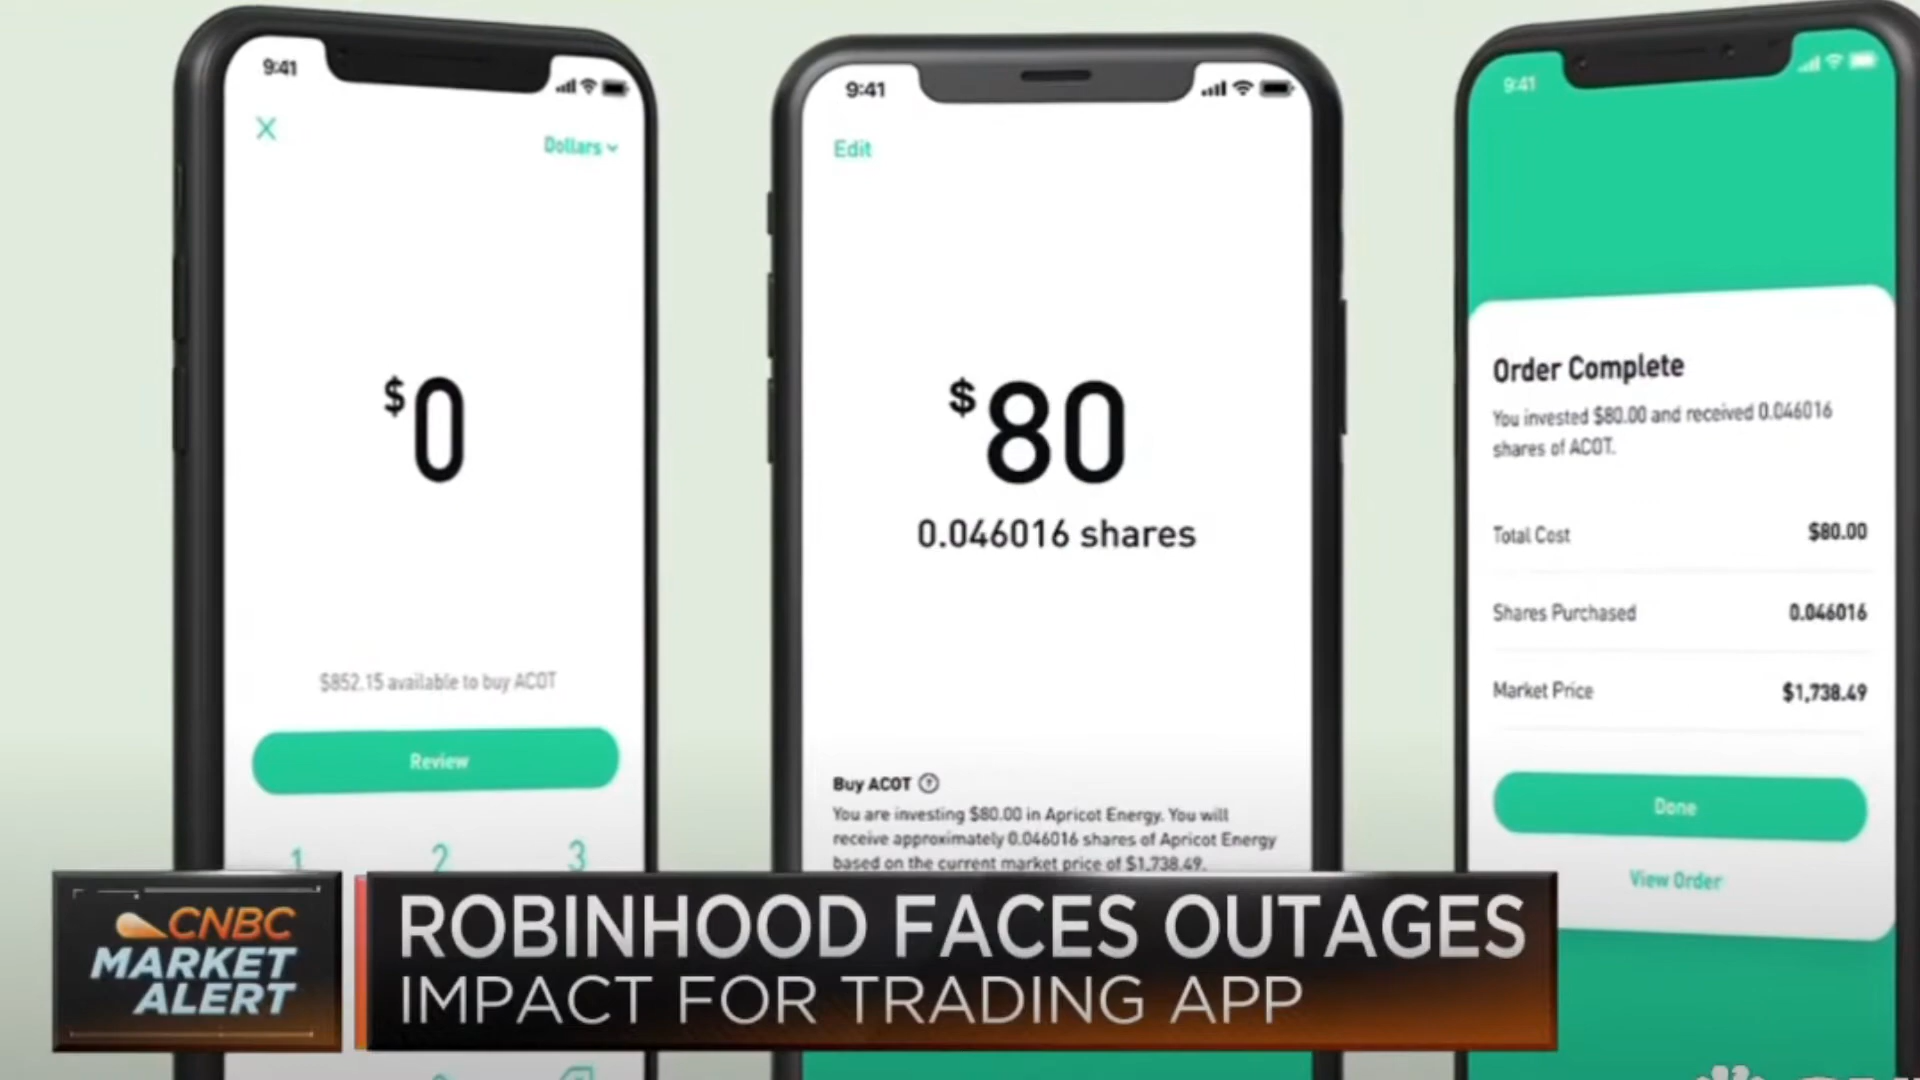 9:41
Dollars
$0
$852.15 available to buy ACOT
Review
1 2 3
9:41
Edit
$80
0.046016 shares
Buy ACOT ?
You are investing $80.00 in Apricot Energy. You will
receive approximately 0.046016 shares of Apricot Energy
based on the current market price of $1,738.49.
9:41
Order Complete
You invested $80.00 and received 0.046016
shares of ACOT.
Total Cost $80.00
Shares Purchased 0.046016
Market Price $1,738.49
Done
View Order
CNBC
MARKET
ALERT
ROBINHOOD FACES OUTAGES
IMPACT FOR TRADING APP